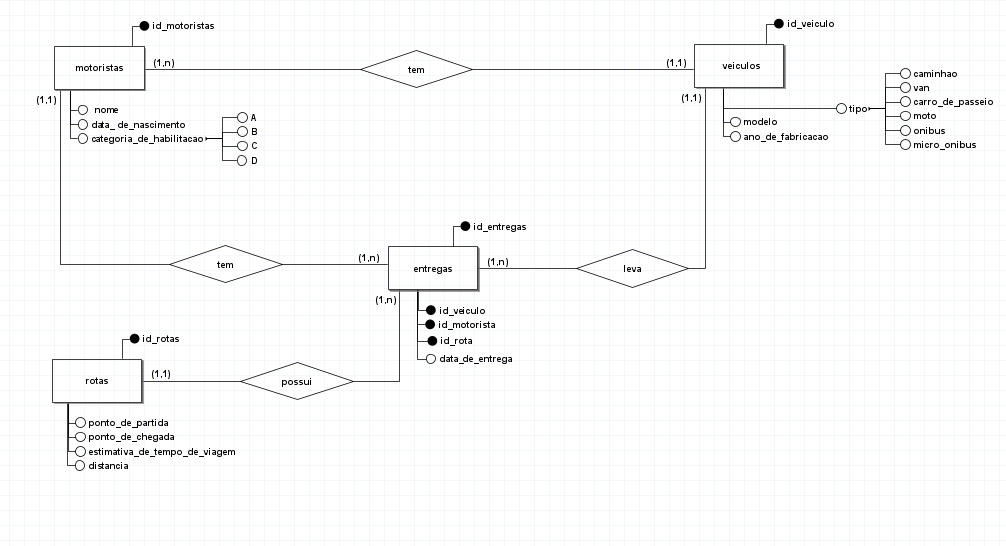 id_motoristas
id_veiculo
motoristas
(1,n)
tem
(1,1)
veiculos
(1,1)
nome
data_ de_nascimento
categoria_de_habilitacao
A
B
C
D
(1,1)
tipo
caminhao
van
carro_de_passeio
moto
onibus
micro_onibus
modelo
ano_de_fabricacao
id_entregas
tem
(1,n)
entregas
(1,n)
leva
(1,n)
id_veiculo
id_motorista
id_rota
data_de_entrega
id_rotas
rotas
(1,1)
possui
ponto_de_partida
ponto_de_chegada
estimativa_de_tempo_de_viagem
distancia